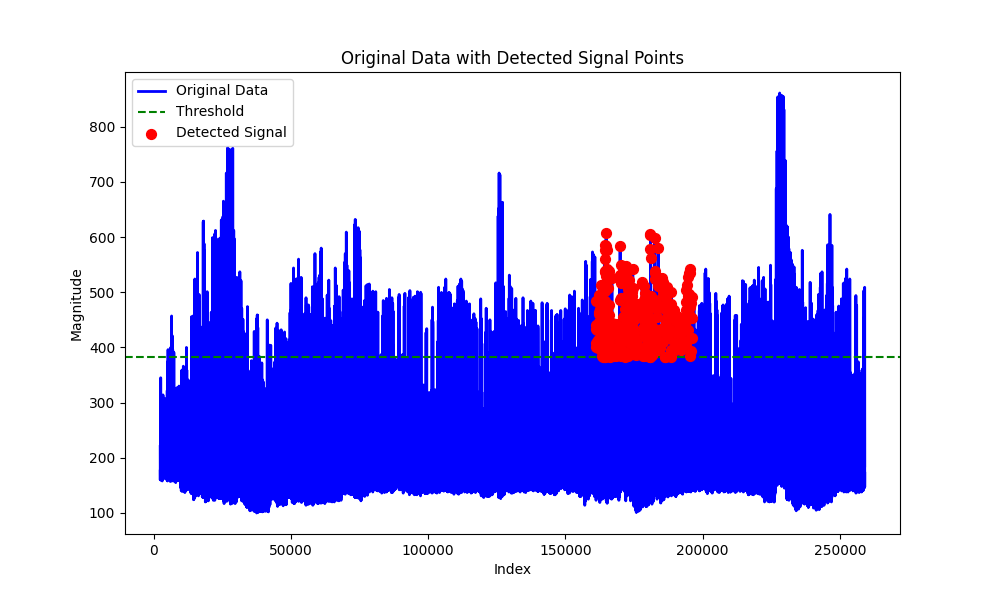 Original Data with Detected Signal Points
Original Data
Threshold
Detected Signal
800
700
600
500
400
300
200
100
Magnitude
0
50000
100000
150000
200000
250000
Index